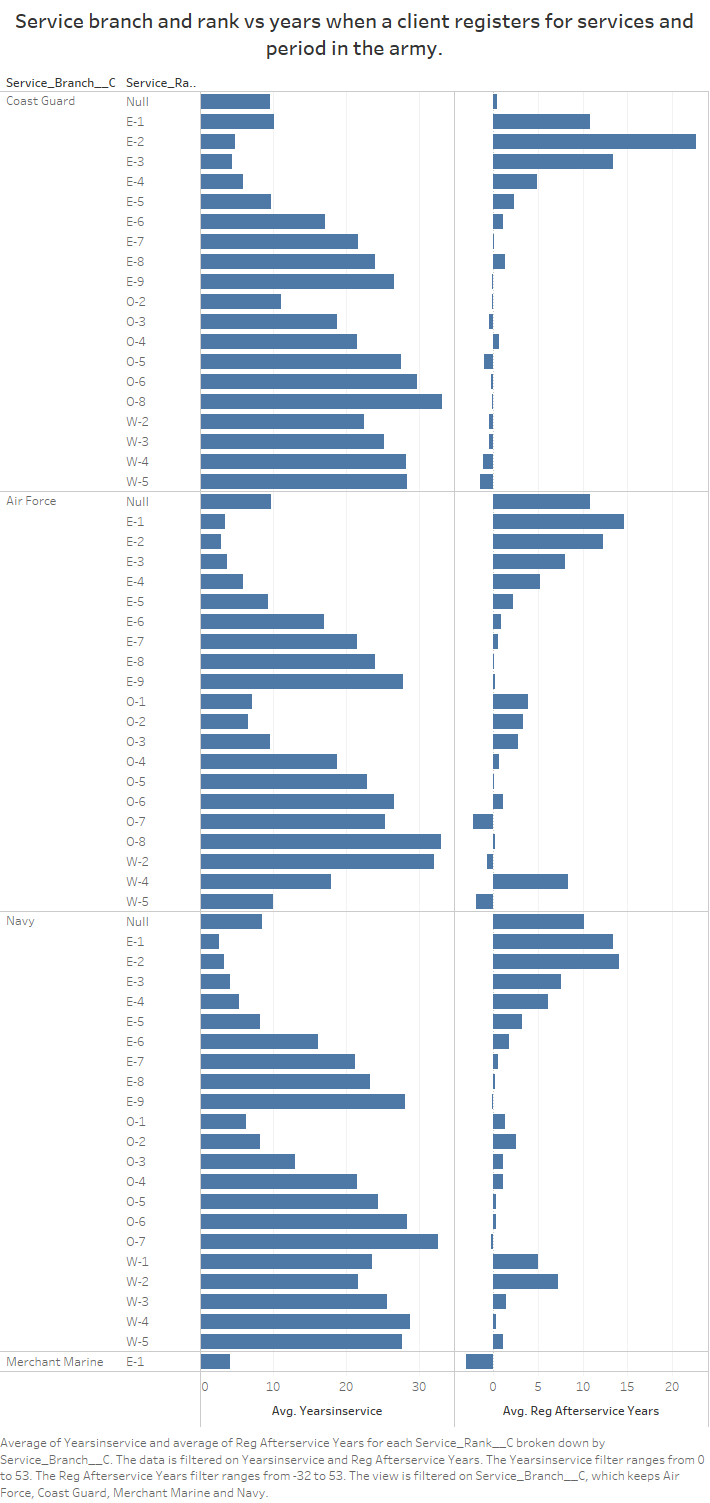 Service branch and rank vs years when a client registers for services and
period in the army.
Service_Branch__C Service_Ra..
Coast Guard Null
E-1
E-2
E-3
E-4
E-5
E-6
E-7
E-8
E-9
O-2
O-3
O-4
O-5
O-6
O-8
W-2
W-3
W-4
W-5
Air Force Null
E-1
E-2
E-3
E-4
E-5
E-6
E-7
E-8
E-9
O-1
O-2
O-3
O-4
O-5
O-6
O-7
O-8
W-2
W-4
W-5
Navy Null
E-1
E-2
E-3
E-4
E-5
E-6
E-7
E-8
E-9
O-1
O-2
O-3
O-4
O-5
O-6
O-7
W-1
W-2
W-3
W-4
W-5
Merchant Marine E-1
0 10 20 30 0 5 10 15 20
Avg. Yearsinservice Avg. Reg Afterservice Years
Average of Yearsinservice and average of Reg Afterservice Years for each Service_Rank__C broken down by
Service_Branch__C. The data is filtered on Yearsinservice and Reg Afterservice Years. The Yearsinservice filter ranges from 0
to 53. The Reg Afterservice Years filter ranges from -32 to 53. The view is filtered on Service_Branch__C, which keeps Air
Force, Coast Guard, Merchant Marine and Navy.